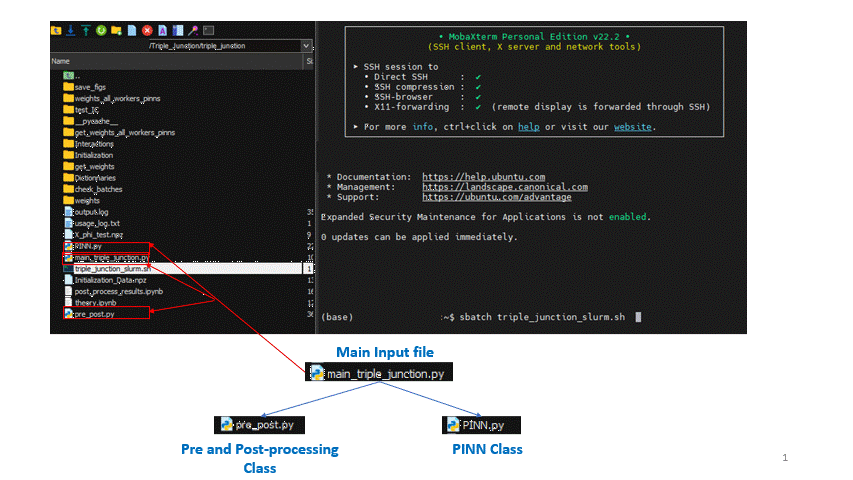 /Triple_Junction/triple_junction
Name
..
save_figs
weights_all_workers_pinns
test_IC
__pycache__
get_weights_all_workers_pinns
Interactions
Initialization
get_weights
Dictionaries
check_batches
weights
output.log
usage_log.txt
X_phi_test.npz
PINN.py
main_triple_junction.py
triple_junction_slurm.sh
Initialization_Data.npz
post_process_results.ipynb
theory.ipynb
pre_post.py
• MobaXterm Personal Edition v22.2 •
(SSH client, X server and network tools)
► SSH session to
• Direct SSH : ✔
• SSH compression : ✔
• SSH-browser : ✔
• X11-forwarding : ✔ (remote display is forwarded through SSH)
► For more info, ctrl+click on help or visit our website.
* Documentation: https://help.ubuntu.com
* Management: https://landscape.canonical.com
* Support: https://ubuntu.com/advantage
Expanded Security Maintenance for Applications is not enabled.
0 updates can be applied immediately.
(base) :~$ sbatch triple_junction_slurm.sh
Main Input file
main_triple_junction.py
pre_post.py
PINN.py
Pre and Post-processing
Class
PINN Class
1